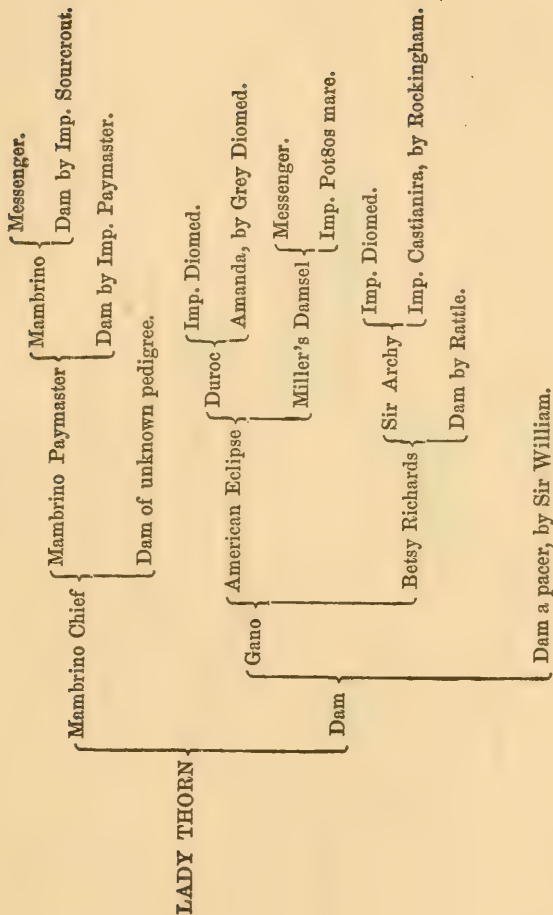 LADY THORN
Mambrino Chief
Mambrino Paymaster
Mambrino
Messenger.
Dam by Imp. Sourcrout.
Dam by Imp. Paymaster.
Dam of unknown pedigree.
Dam
Gano
American Eclipse
Duroc
Imp. Diomed.
Amanda, by Grey Diomed.
Miller's Damsel
Messenger.
Imp. Pot8os mare.
Betsy Richards
Sir Archy
Imp. Diomed.
Imp. Castianira, by Rockingham.
Dam by Rattle.
Dam a pacer, by Sir William.